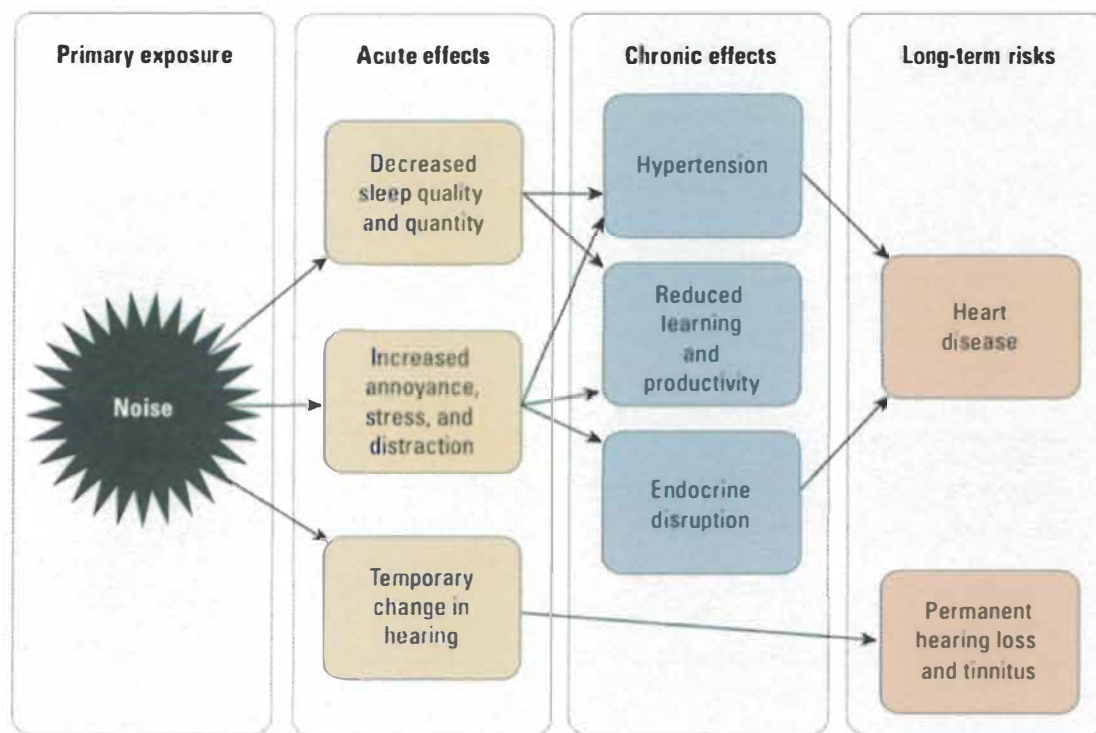 Primary exposure
Acute effects
Chronic effects
Long-term risks
Noise
Decreased
sleep quality
and quantity
Increased
annoyance,
stress, and
distraction
Temporary
change in
hearing
Hypertension
Reduced
learning
and
productivity
Endocrine
disruption
Heart
disease
Permanent
hearing loss
and tinnitus